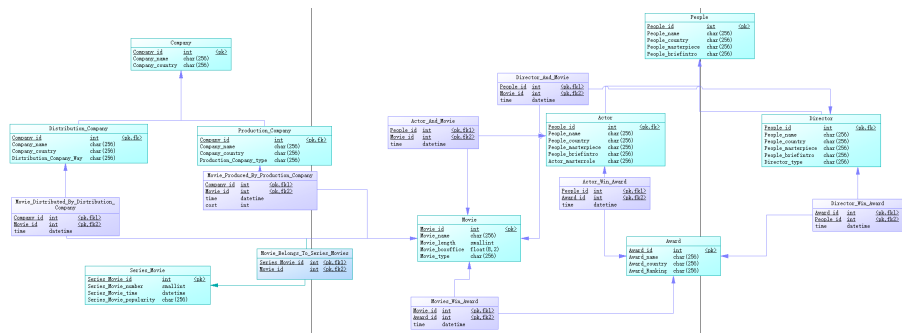 People
People_id int <pk>
People_name char(256)
People_country char(256)
People_masterpiece char(256)
People_briefintro char(256)
Company
Company_id int <pk>
Company_name char(256)
Company_country char(256)
Director_And_Movie
People_id int <pk,fk1>
Movie_id int <pk,fk2>
time datetime
Actor_And_Movie
People_id int <pk,fk1>
Movie_id int <pk,fk2>
time datetime
Actor
People_id int <pk,fk>
People_name char(256)
People_country char(256)
People_masterpiece char(256)
People_briefintro char(256)
Actor_mastrole char(256)
Director
People_id int <pk,fk>
People_name char(256)
People_country char(256)
People_masterpiece char(256)
People_briefintro char(256)
Director_type char(256)
Distribution_Company
Company_id int <pk,fk>
Company_name char(256)
Company_country char(256)
Distribution_Company_Way char(256)
Production_Company
Company_id int <pk,fk>
Company_name char(256)
Company_country char(256)
Production_Company_type char(256)
Movie_Produced_By_Production_Company
Company_id int <pk,fk1>
Movie_id int <pk,fk2>
time datetime
cost int
Actor_Win_Award
People_id int <pk,fk1>
Award_id int <pk,fk2>
time datetime
Movie_Distributed_By_Distribution_
Company
Company_id int <pk,fk1>
Movie_id int <pk,fk2>
time datetime
Director_Win_Award
Award_id int <pk,fk1>
People_id int <pk,fk2>
time datetime
Movie
Movie_id int <pk>
Movie_name char(256)
Movie_length smallint
Movie_boxoffice float(8,2)
Movie_type char(256)
Award
Award_id int <pk>
Award_name char(256)
Award_country char(256)
Award_Ranking char(256)
Movie_Belongs_To_Series_Movies
Series_Movie_id int <pk,fk1>
Movie_id int <pk,fk2>
Series_Movie
Series_Movie_id int <pk>
Series_Movie_number smallint
Series_Movie_time datetime
Series_Movie_popularity char(256)
Movies_Win_Award
Movie_id int <pk,fk1>
Award_id int <pk,fk2>
time datetime